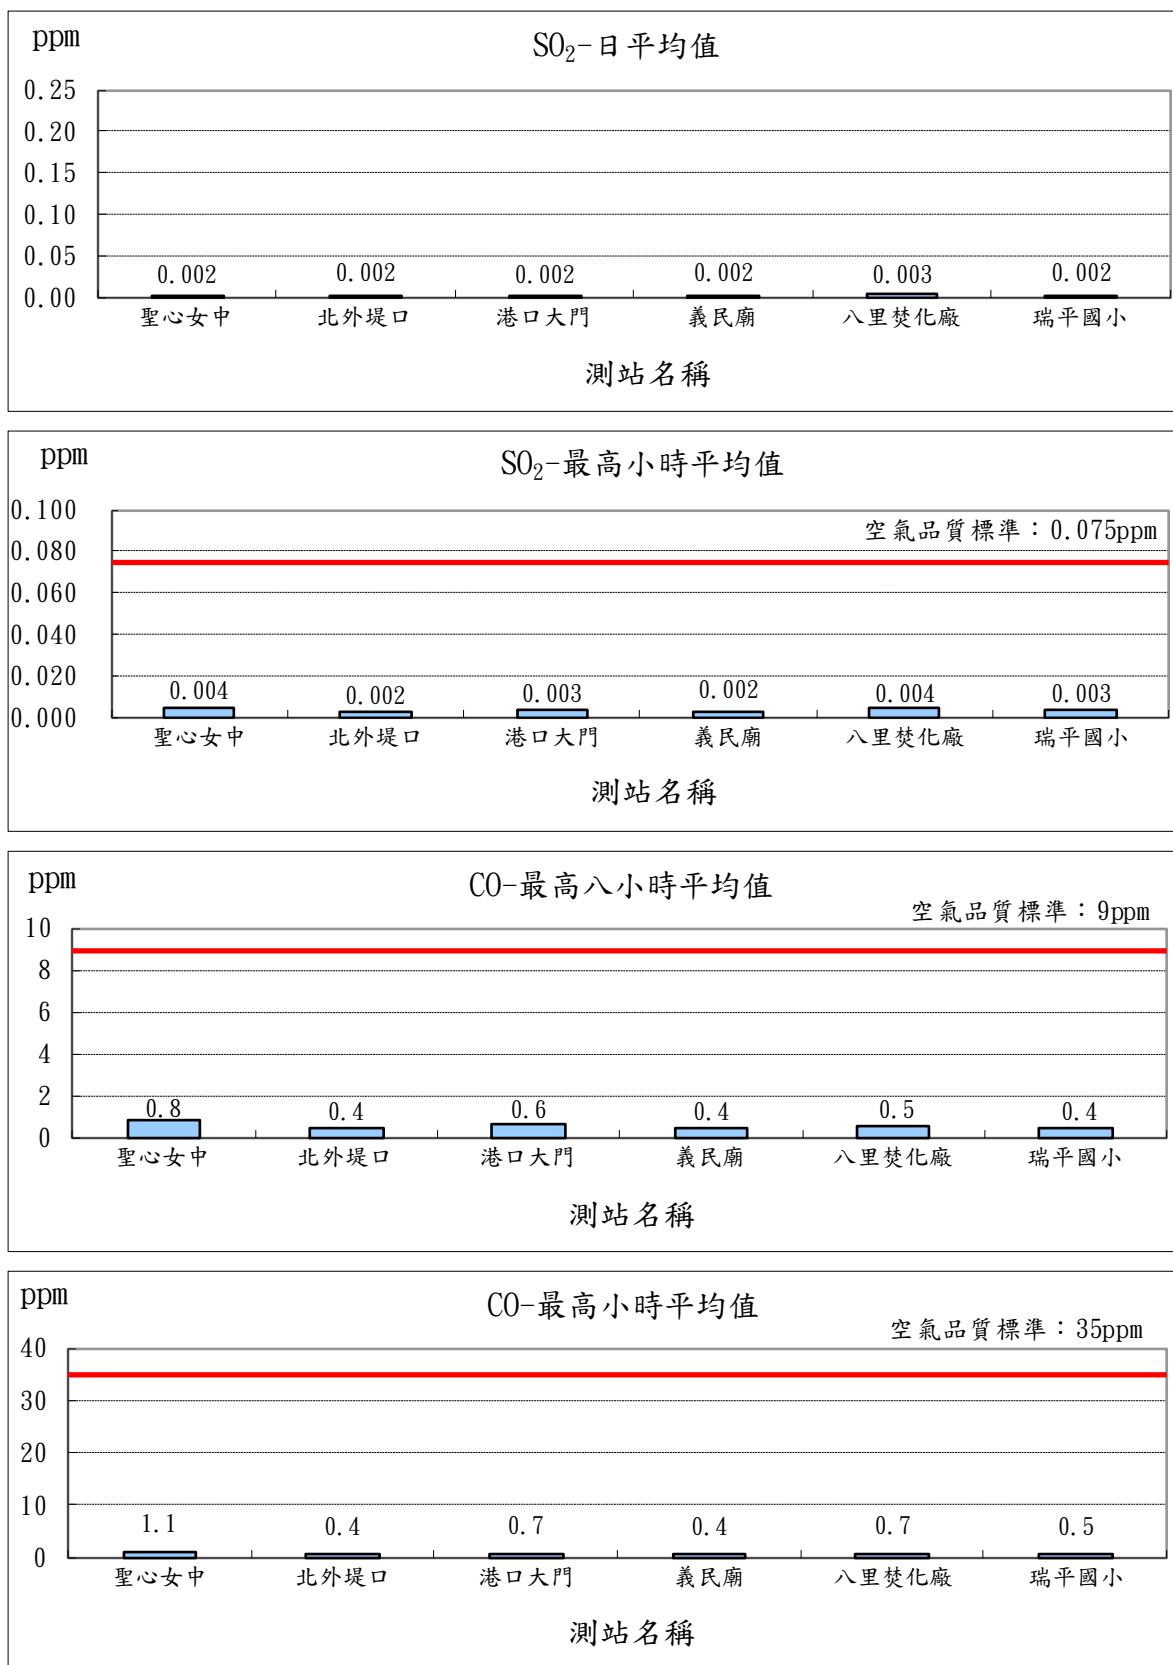 ppm
SO₂-日平均值
0.25
0.20
0.15
0.10
0.05
0.00
0.002 0.002 0.002 0.002 0.003 0.002
聖心女中 北外堤口 港口大門 義民廟 八里焚化廠 瑞平國小
測站名稱
ppm
SO₂-最高小時平均值
空氣品質標準：0.075ppm
0.100
0.080
0.060
0.040
0.020
0.000
0.004 0.002 0.003 0.002 0.004 0.003
聖心女中 北外堤口 港口大門 義民廟 八里焚化廠 瑞平國小
測站名稱
ppm
CO-最高八小時平均值
空氣品質標準：9ppm
10
8
6
4
2
0
0.8 0.4 0.6 0.4 0.5 0.4
聖心女中 北外堤口 港口大門 義民廟 八里焚化廠 瑞平國小
測站名稱
ppm
CO-最高小時平均值
空氣品質標準：35ppm
40
30
20
10
0
1.1 0.4 0.7 0.4 0.7 0.5
聖心女中 北外堤口 港口大門 義民廟 八里焚化廠 瑞平國小
測站名稱